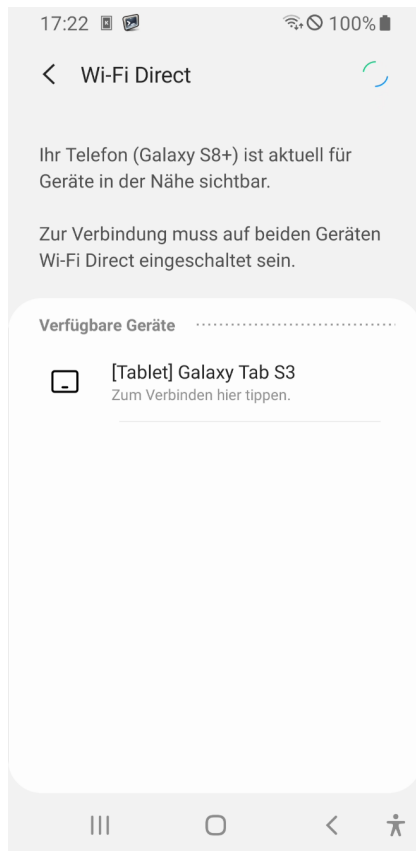 17:22 100%
Wi-Fi Direct
Ihr Telefon (Galaxy S8+) ist aktuell für
Geräte in der Nähe sichtbar.
Zur Verbindung muss auf beiden Geräten
Wi-Fi Direct eingeschaltet sein.
Verfügbare Geräte
[Tablet] Galaxy Tab S3
Zum Verbinden hier tippen.